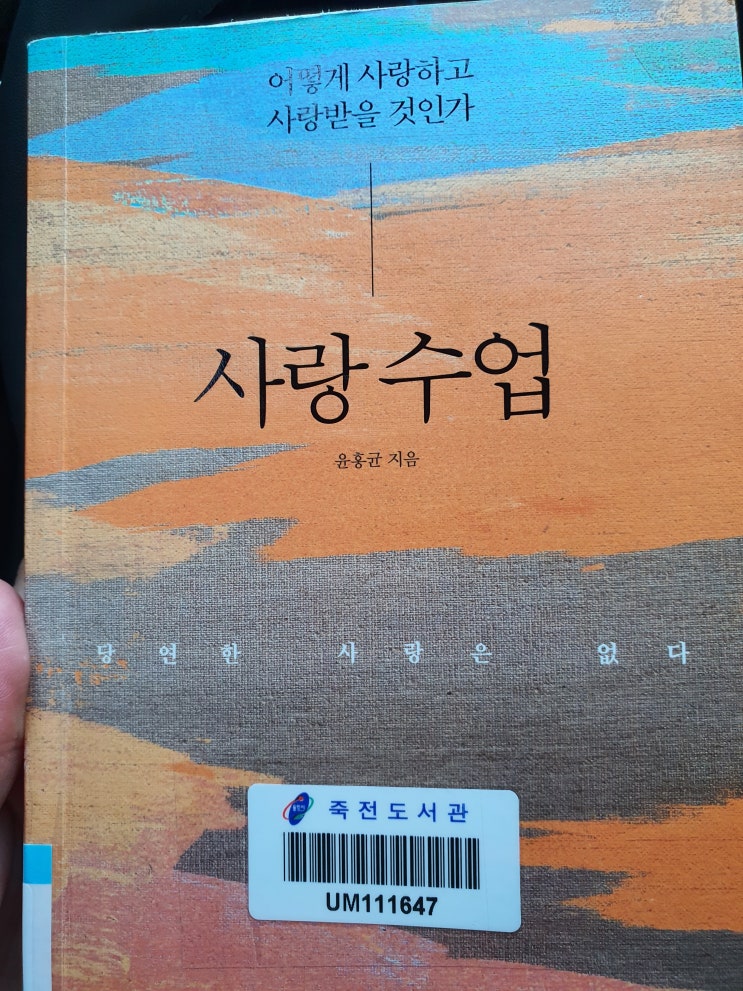 어떻게 사랑하고
사랑받을 것인가
사랑 수업
윤홍균 지음
당연한 사랑은 없다
죽전도서관
UM111647